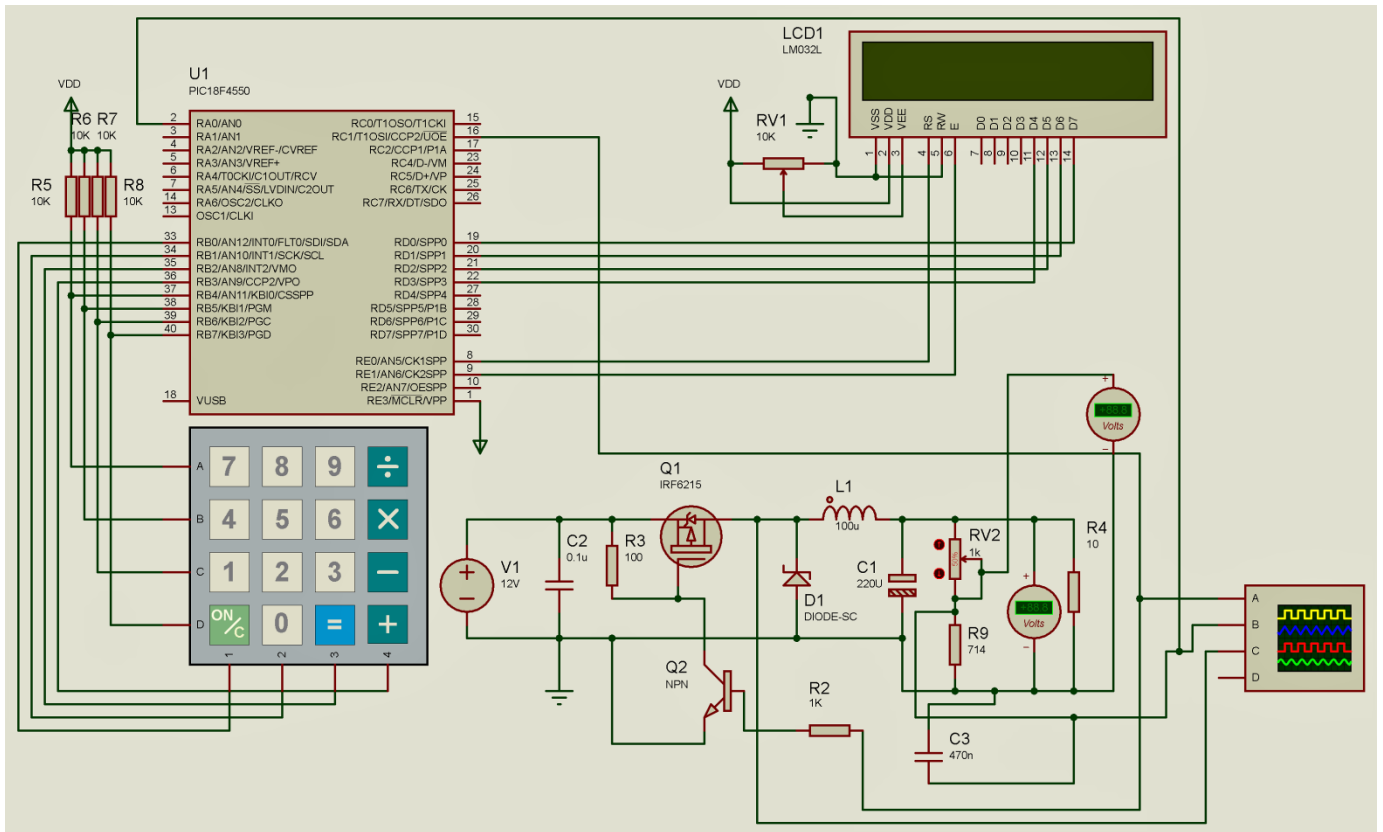 LCD1
LM032L
VSS
VDD
VEE
RS
RW
E
D0
D1
D2
D3
D4
D5
D6
D7
1
2
3
4
5
6
7
8
9
10
11
12
13
14
VDD
RV1
10K
VDD
R6 R7
10K 10K
R5
10K
R8
10K
U1
PIC18F4550
2 RA0/AN0
3 RA1/AN1
4 RA2/AN2/VREF-/CVREF
5 RA3/AN3/VREF+
6 RA4/T0CKI/C1OUT/RCV
7 RA5/AN4/SS/LVDIN/C2OUT
14 RA6/OSC2/CLKO
13 OSC1/CLKI
33 RB0/AN12/INT0/FLT0/SDI/SDA
34 RB1/AN10/INT1/SCK/SCL
35 RB2/AN8/INT2/VMO
36 RB3/AN9/CCP2/VPO
37 RB4/AN11/KBI0/CSSPP
38 RB5/KBI1/PGM
39 RB6/KBI2/PGC
40 RB7/KBI3/PGD
18 VUSB
RC0/T1OSO/T1CKI 15
RC1/T1OSI/CCP2/UOE 16
RC2/CCP1/P1A 17
RC4/D-/VM 23
RC5/D+/VP 24
RC6/TX/CK 25
RC7/RX/DT/SDO 26
RD0/SPP0 19
RD1/SPP1 20
RD2/SPP2 21
RD3/SPP3 22
RD4/SPP4 27
RD5/SPP5/P1B 28
RD6/SPP6/P1C 29
RD7/SPP7/P1D 30
RE0/AN5/CK1SPP 8
RE1/AN6/CK2SPP 9
RE2/AN7/OESPP 10
RE3/MCLR/VPP 1
A 7 8 9 ÷
B 4 5 6 ×
C 1 2 3 −
D ON/C 0 = +
1 2 3 4
V1
12V
C2
0.1u
R3
100
Q1
IRF6215
Q2
NPN
D1
DIODE-SC
L1
100u
C1
220U
RV2
1k
50%
R9
714
R4
10
R2
1K
C3
470n
+
+88.8
Volts
−
+
+88.8
Volts
−
A
B
C
D